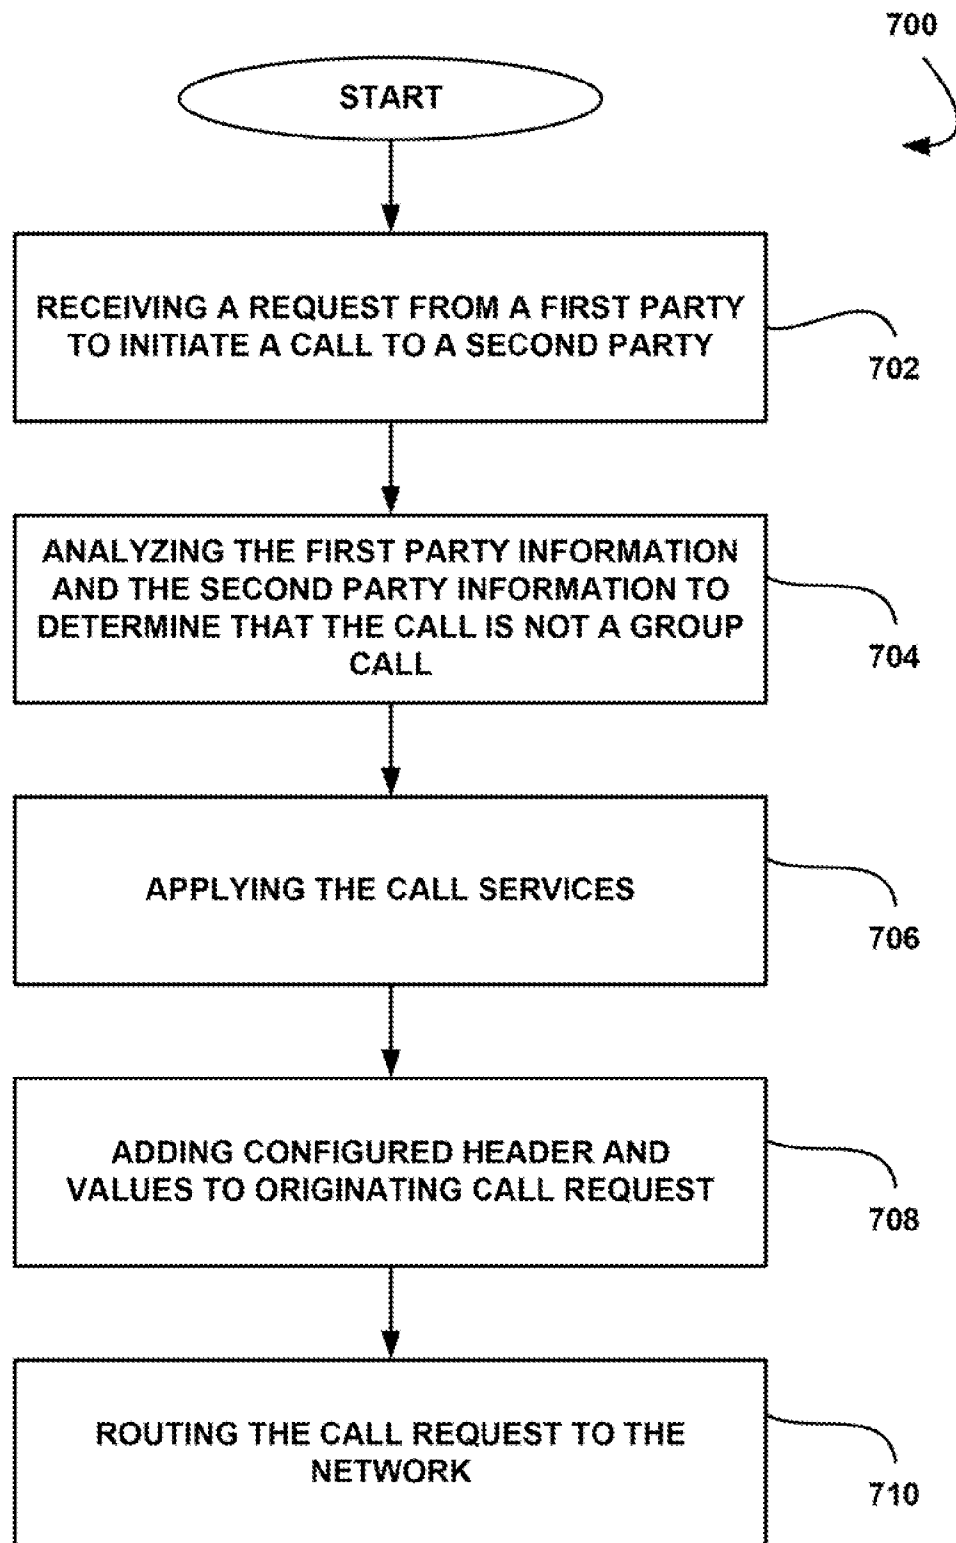 700
START
RECEIVING A REQUEST FROM A FIRST PARTY
TO INITIATE A CALL TO A SECOND PARTY
702
ANALYZING THE FIRST PARTY INFORMATION
AND THE SECOND PARTY INFORMATION TO
DETERMINE THAT THE CALL IS NOT A GROUP
CALL
704
APPLYING THE CALL SERVICES
706
ADDING CONFIGURED HEADER AND
VALUES TO ORIGINATING CALL REQUEST
708
ROUTING THE CALL REQUEST TO THE
NETWORK
710